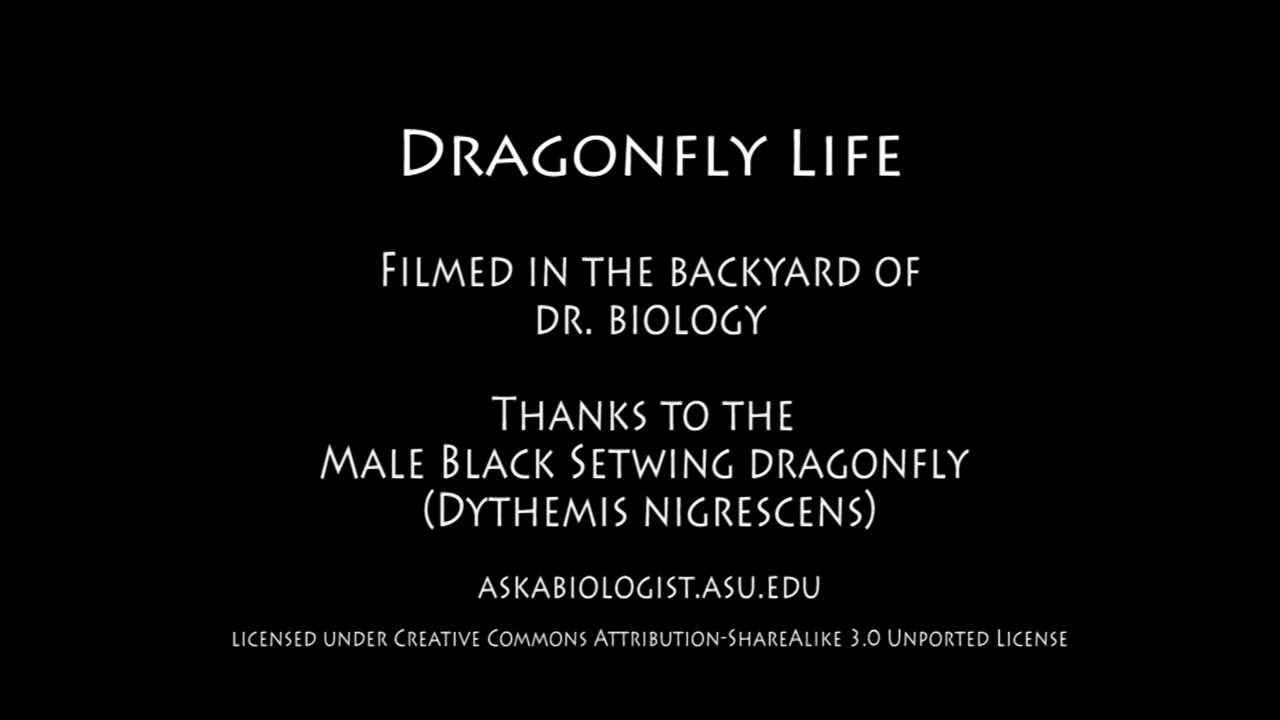 Dragonfly Life
Filmed in the backyard of
dr. biology
Thanks to the
Male Black Setwing dragonfly
(Dythemis nigrescens)
askabiologist.asu.edu
licensed under Creative Commons Attribution-ShareAlike 3.0 Unported License